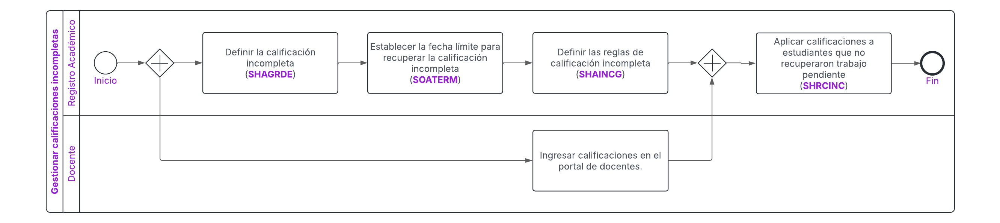 Gestionar calificaciones incompletas
Registro Académico
Inicio
Definir la calificación
incompleta
(SHAGRDE)
Establecer la fecha límite para
recuperar la calificación
incompleta
(SOATERM)
Definir las reglas de
calificación incompleta
(SHAINCG)
Aplicar calificaciones a
estudiantes que no
recuperaron trabajo
pendiente
(SHRCINC)
Fin
Docente
Ingresar calificaciones en el
portal de docentes.